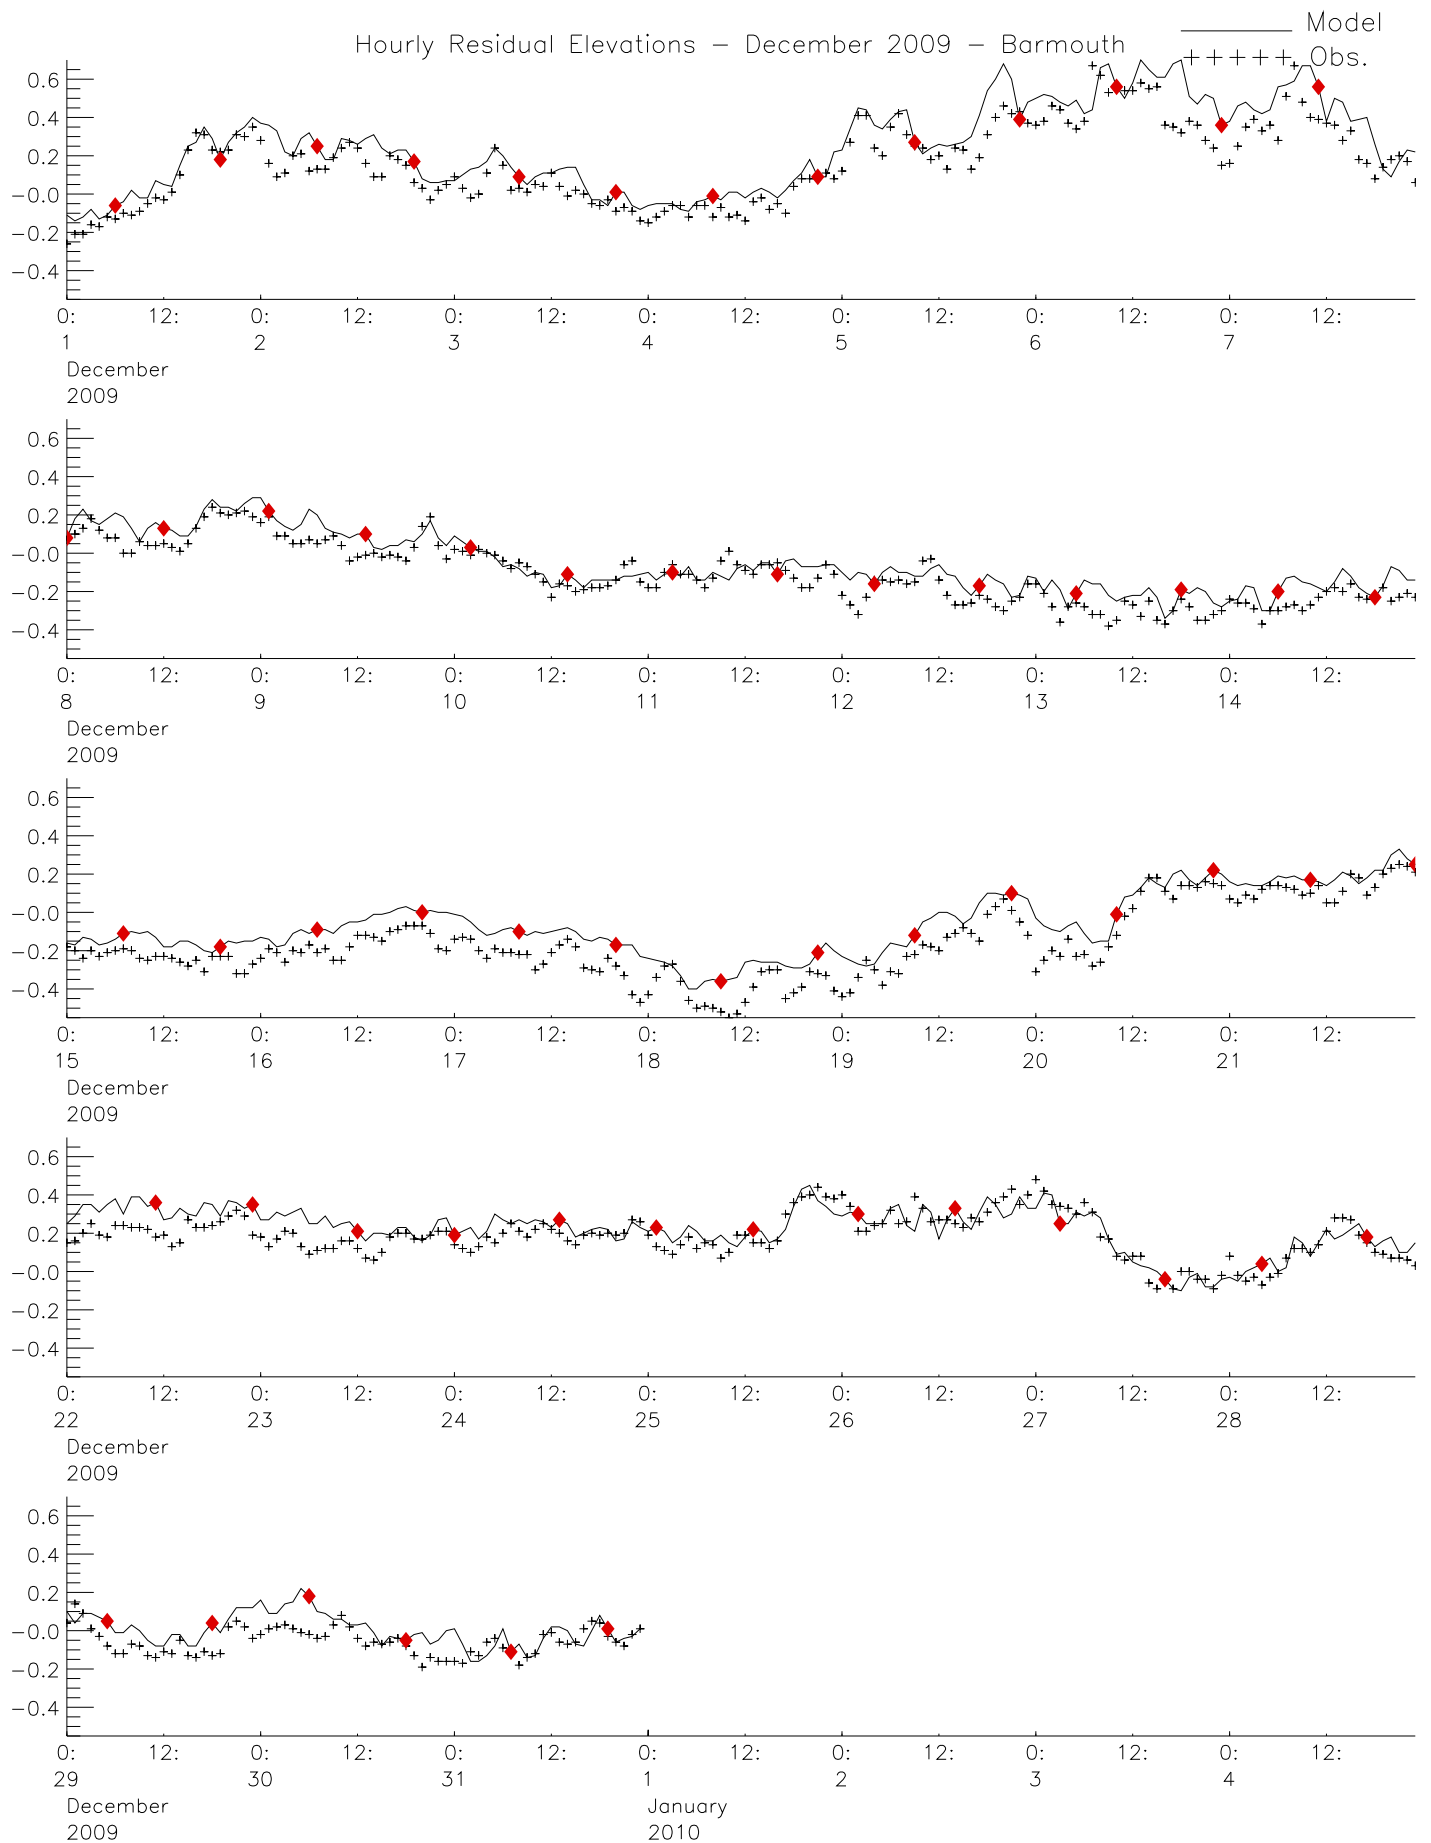 Hourly Residual Elevations − December 2009 − Barmouth
Model
+++++ Obs.
0.6
0.4
0.2
−0.0
−0.2
−0.4
0: 12: 0: 12: 0: 12: 0: 12: 0: 12: 0: 12: 0: 12:
1 2 3 4 5 6 7
December
2009
0.6
0.4
0.2
−0.0
−0.2
−0.4
0: 12: 0: 12: 0: 12: 0: 12: 0: 12: 0: 12: 0: 12:
8 9 10 11 12 13 14
December
2009
0.6
0.4
0.2
−0.0
−0.2
−0.4
0: 12: 0: 12: 0: 12: 0: 12: 0: 12: 0: 12: 0: 12:
15 16 17 18 19 20 21
December
2009
0.6
0.4
0.2
−0.0
−0.2
−0.4
0: 12: 0: 12: 0: 12: 0: 12: 0: 12: 0: 12: 0: 12:
22 23 24 25 26 27 28
December
2009
0.6
0.4
0.2
−0.0
−0.2
−0.4
0: 12: 0: 12: 0: 12: 0: 12: 0: 12: 0: 12: 0: 12:
29 30 31 1 2 3 4
December January
2009 2010